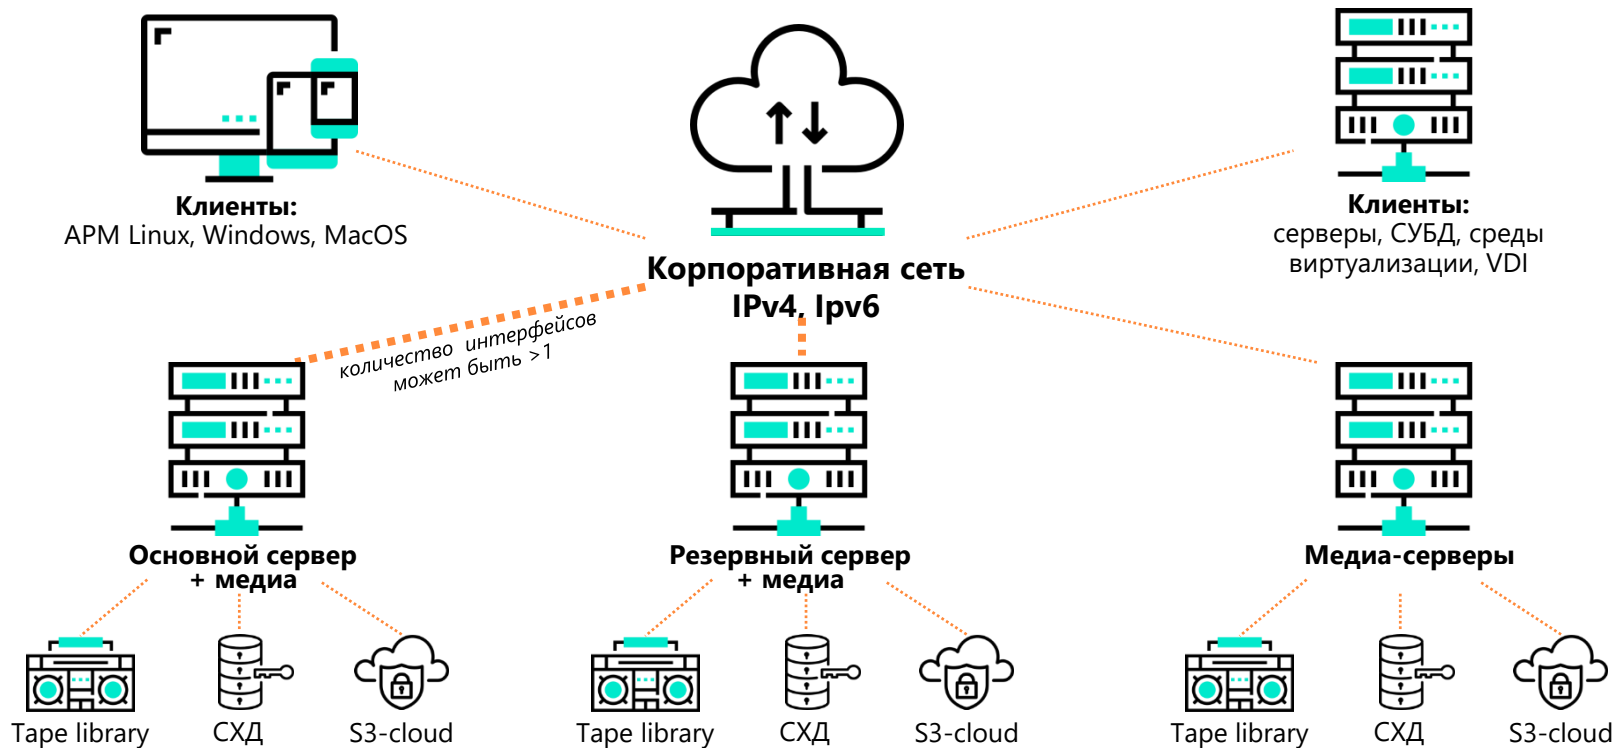 Клиенты:
АРМ Linux, Windows, MacOS
Клиенты:
серверы, СУБД, среды
виртуализации, VDI
Корпоративная сеть
IPv4, Ipv6
количество интерфейсов
может быть >1
Основной сервер
+ медиа
Резервный сервер
+ медиа
Медиа-серверы
Tape library
СХД
S3-cloud
Tape library
СХД
S3-cloud
Tape library
СХД
S3-cloud